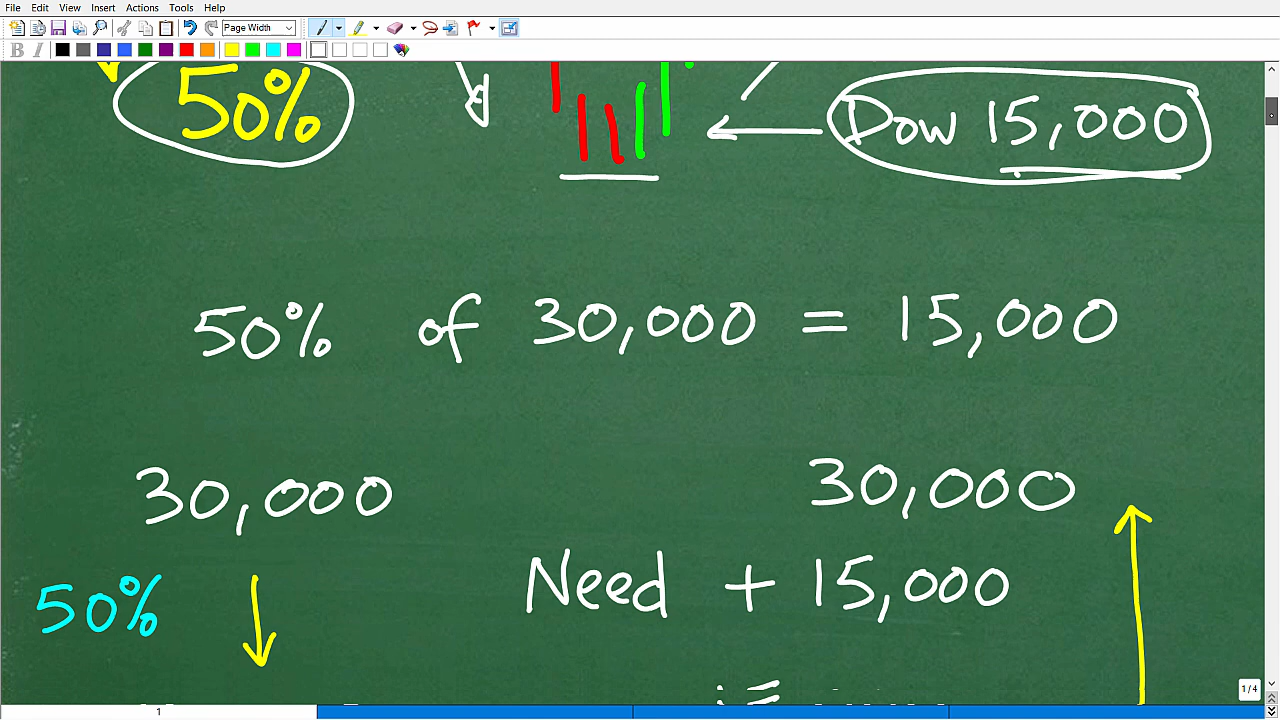 File Edit View Insert Actions Tools Help
Page Width
B I
50%
Dow 15,000
50% of 30,000 = 15,000
30,000
30,000
Need + 15,000
50%
1/4
1